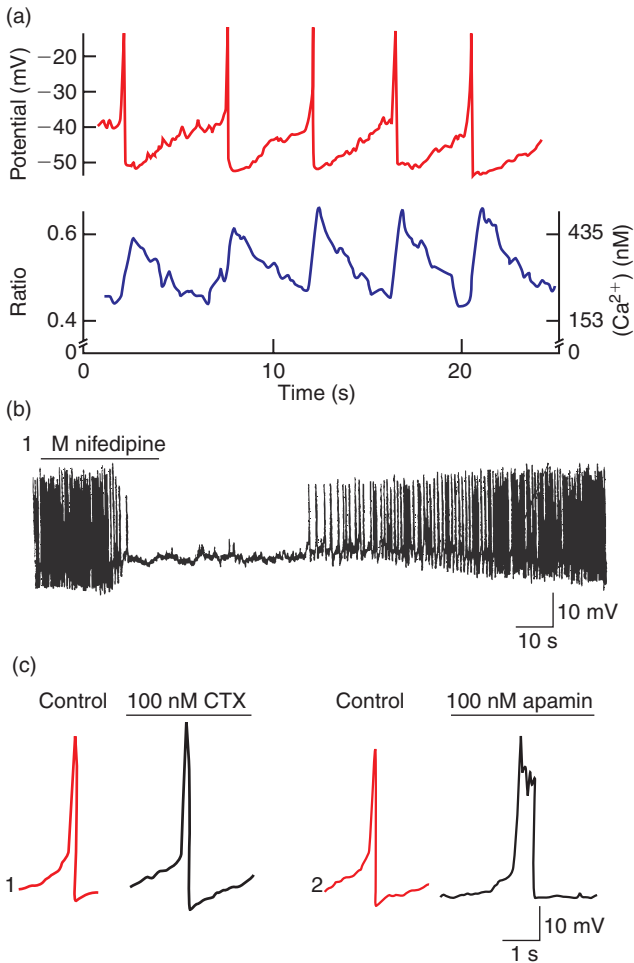 (a)
−20
−30
−40
−50
Potential (mV)
0.6
0.4
0
Ratio
435
153
0
(Ca2+) (nM)
0 10 20
Time (s)
(b)
1 M nifedipine
10 mV
10 s
(c)
Control 100 nM CTX Control 100 nM apamin
1 2
10 mV
1 s